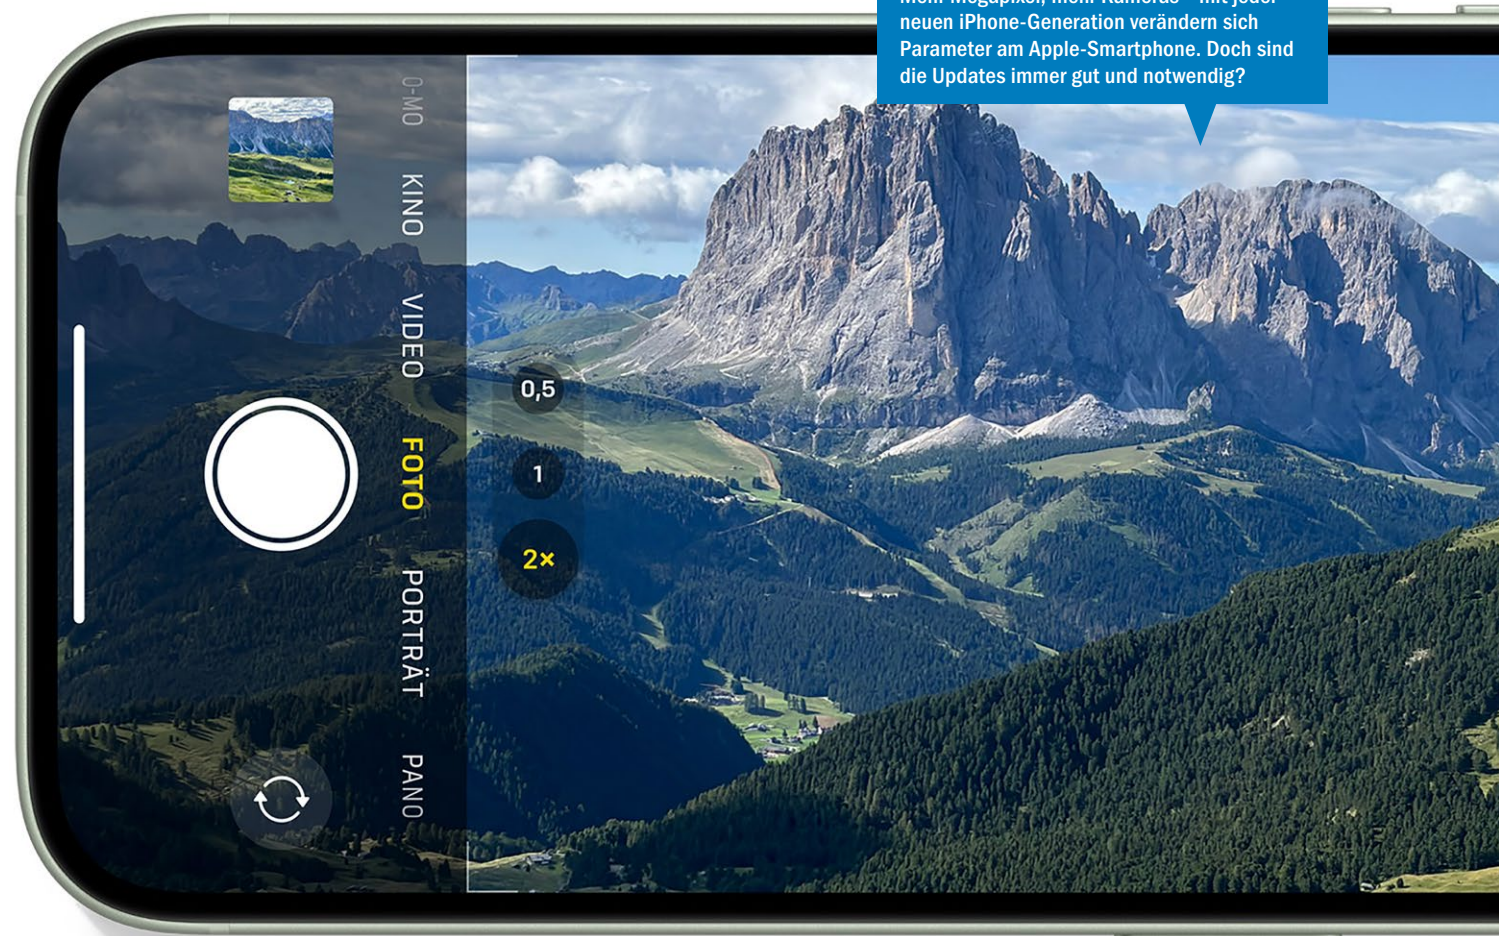 neuen iPhone-Generation verändern sich
Parameter am Apple-Smartphone. Doch sind
die Updates immer gut und notwendig?
O-MO
KINO
VIDEO
FOTO
PORTRÄT
PANO
0,5
1
2×